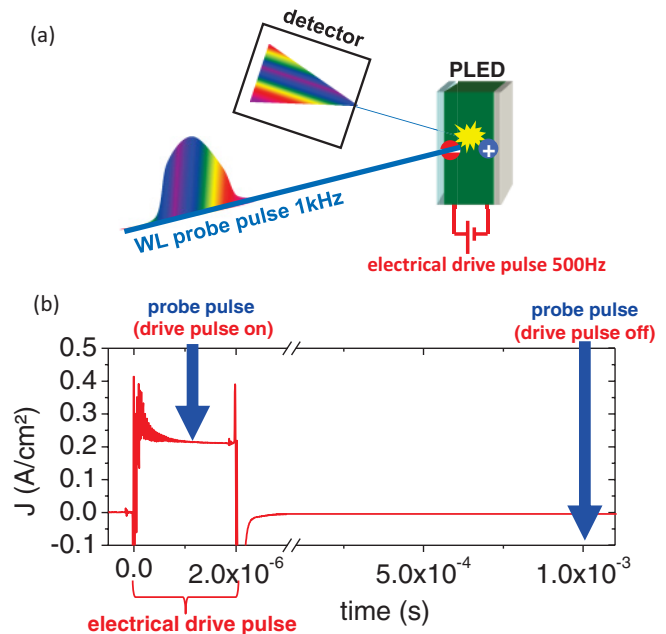 (a)
detector
PLED
+
WL probe pulse 1kHz
electrical drive pulse 500Hz
(b)
probe pulse
(drive pulse on)
probe pulse
(drive pulse off)
0.5
0.4
0.3
0.2
0.1
0.0
-0.1
J (A/cm²)
0.0
2.0x10⁻⁶
5.0x10⁻⁴
1.0x10⁻³
electrical drive pulse
time (s)